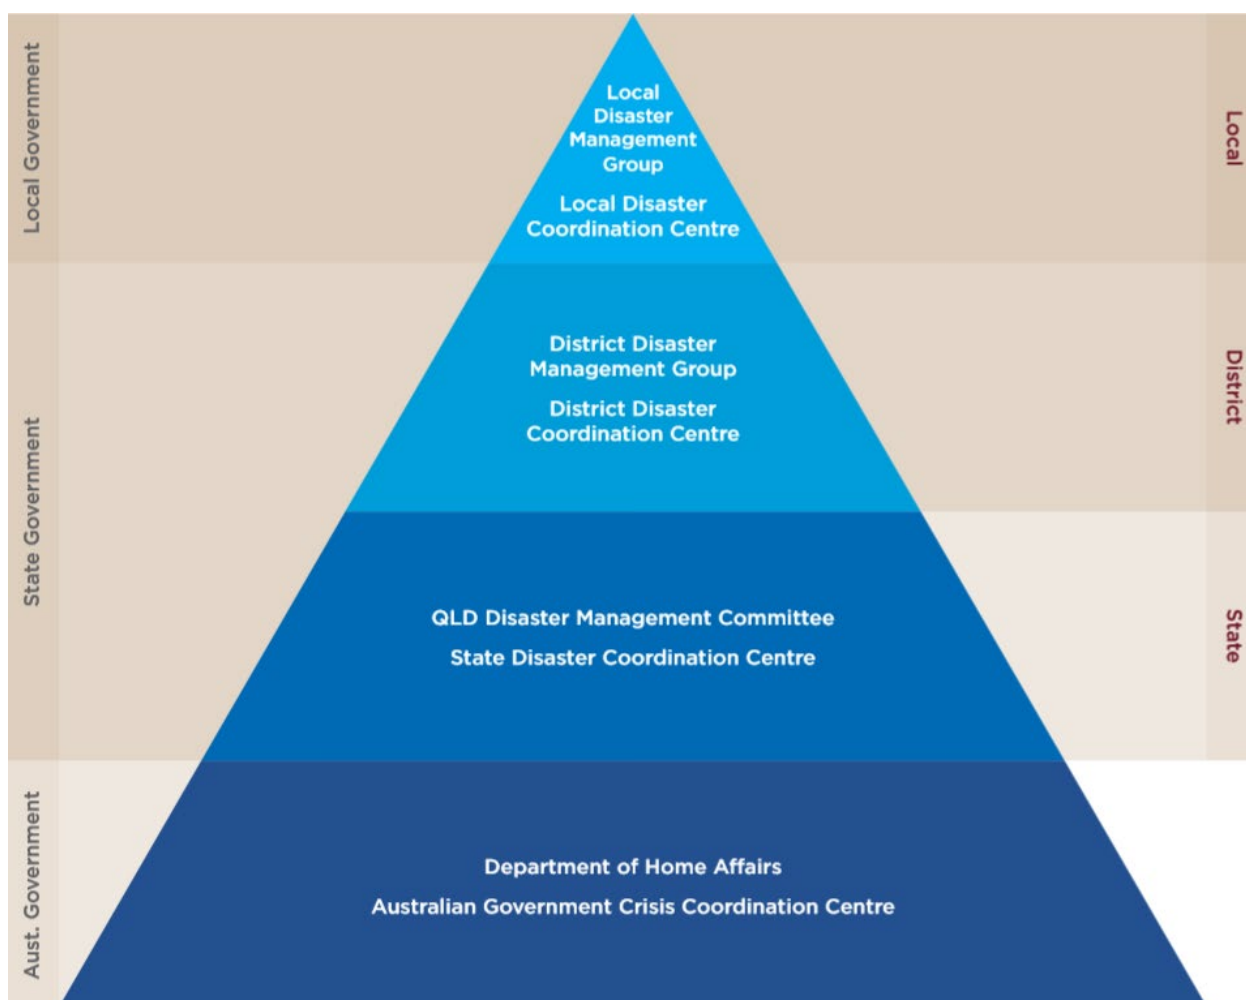 Local Government
Local
Disaster
Management
Group
Local Disaster
Coordination Centre
Local
State Government
District Disaster
Management Group
District Disaster
Coordination Centre
District
QLD Disaster Management Committee
State Disaster Coordination Centre
State
Aust. Government
Department of Home Affairs
Australian Government Crisis Coordination Centre